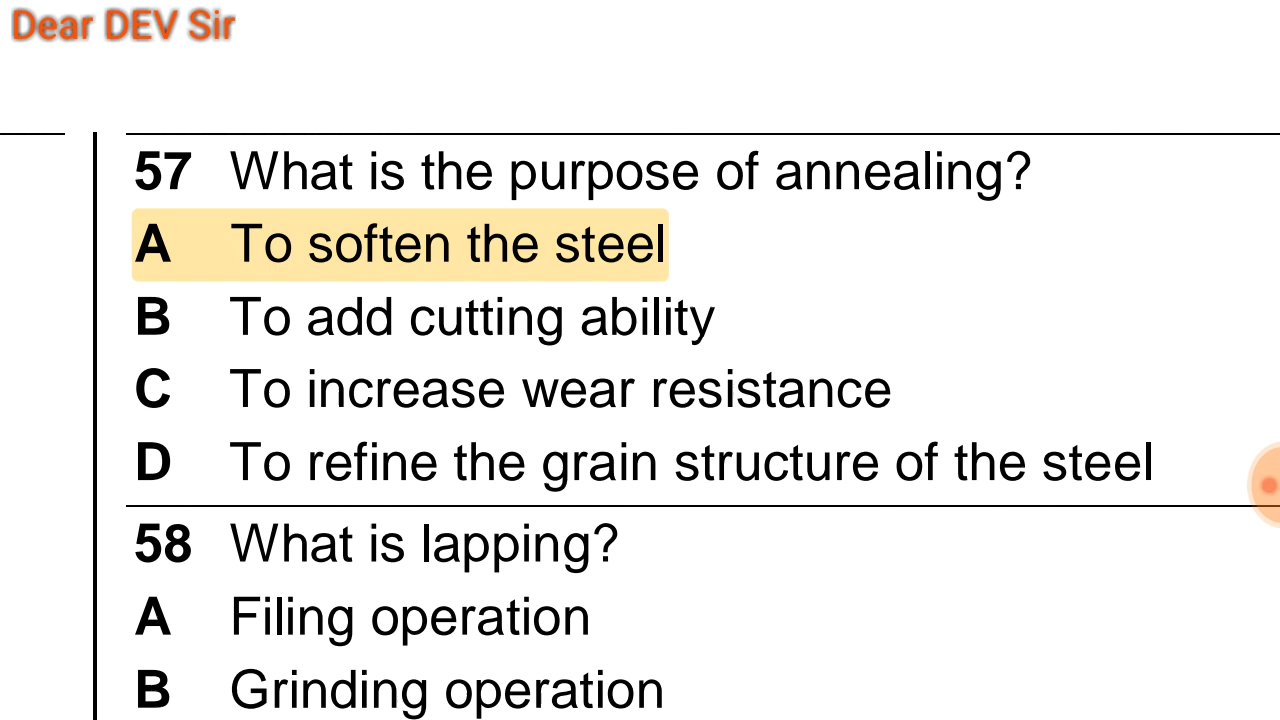 Dear DEV Sir
57 What is the purpose of annealing?
A To soften the steel
B To add cutting ability
C To increase wear resistance
D To refine the grain structure of the steel
58 What is lapping?
A Filing operation
B Grinding operation